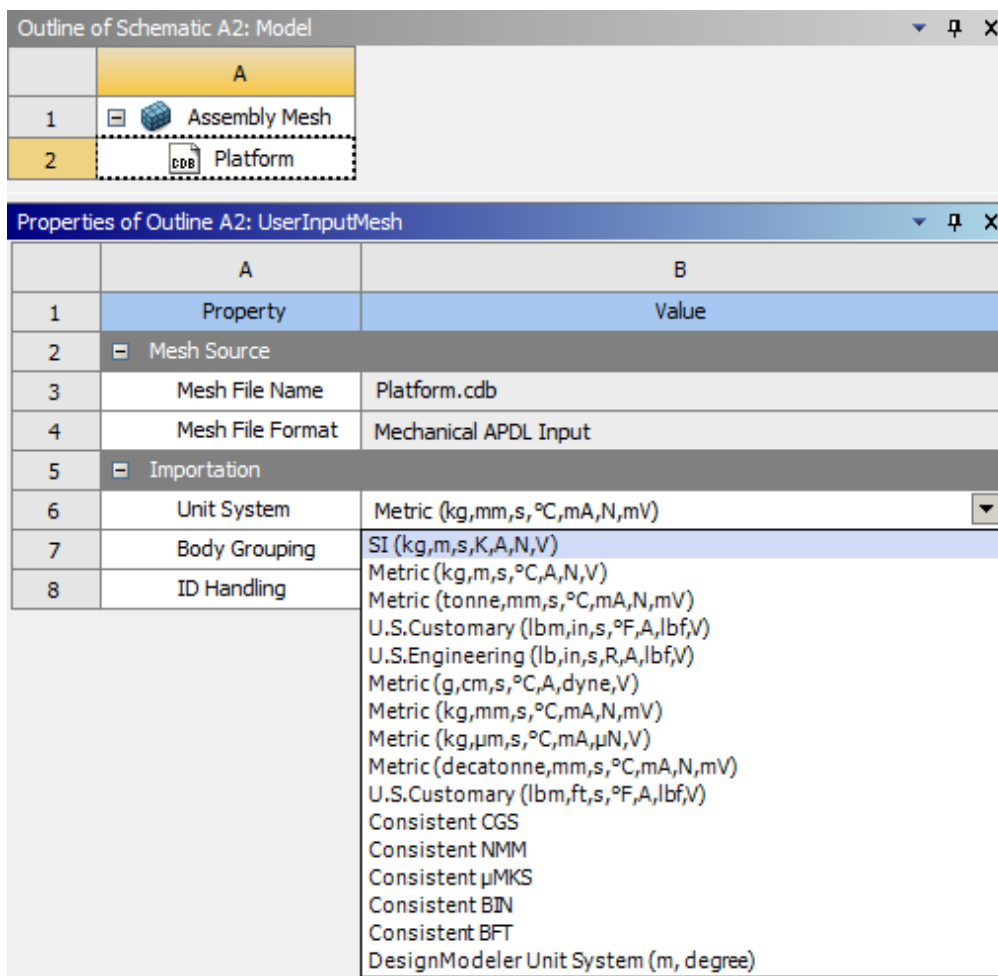 Outline of Schematic A2: Model
A
1 Assembly Mesh
2 CDB Platform
Properties of Outline A2: UserInputMesh
A B
1 Property Value
2 Mesh Source
3 Mesh File Name Platform.cdb
4 Mesh File Format Mechanical APDL Input
5 Importation
6 Unit System Metric (kg,mm,s,°C,mA,N,mV)
7 Body Grouping SI (kg,m,s,K,A,N,V)
Metric (kg,m,s,°C,A,N,V)
8 ID Handling Metric (tonne,mm,s,°C,mA,N,mV)
U.S.Customary (lbm,in,s,°F,A,lbf,V)
U.S.Engineering (lb,in,s,R,A,lbf,V)
Metric (g,cm,s,°C,A,dyne,V)
Metric (kg,mm,s,°C,mA,N,mV)
Metric (kg,µm,s,°C,mA,µN,V)
Metric (decatonne,mm,s,°C,mA,N,mV)
U.S.Customary (lbm,ft,s,°F,A,lbf,V)
Consistent CGS
Consistent NMM
Consistent µMKS
Consistent BIN
Consistent BFT
DesignModeler Unit System (m, degree)